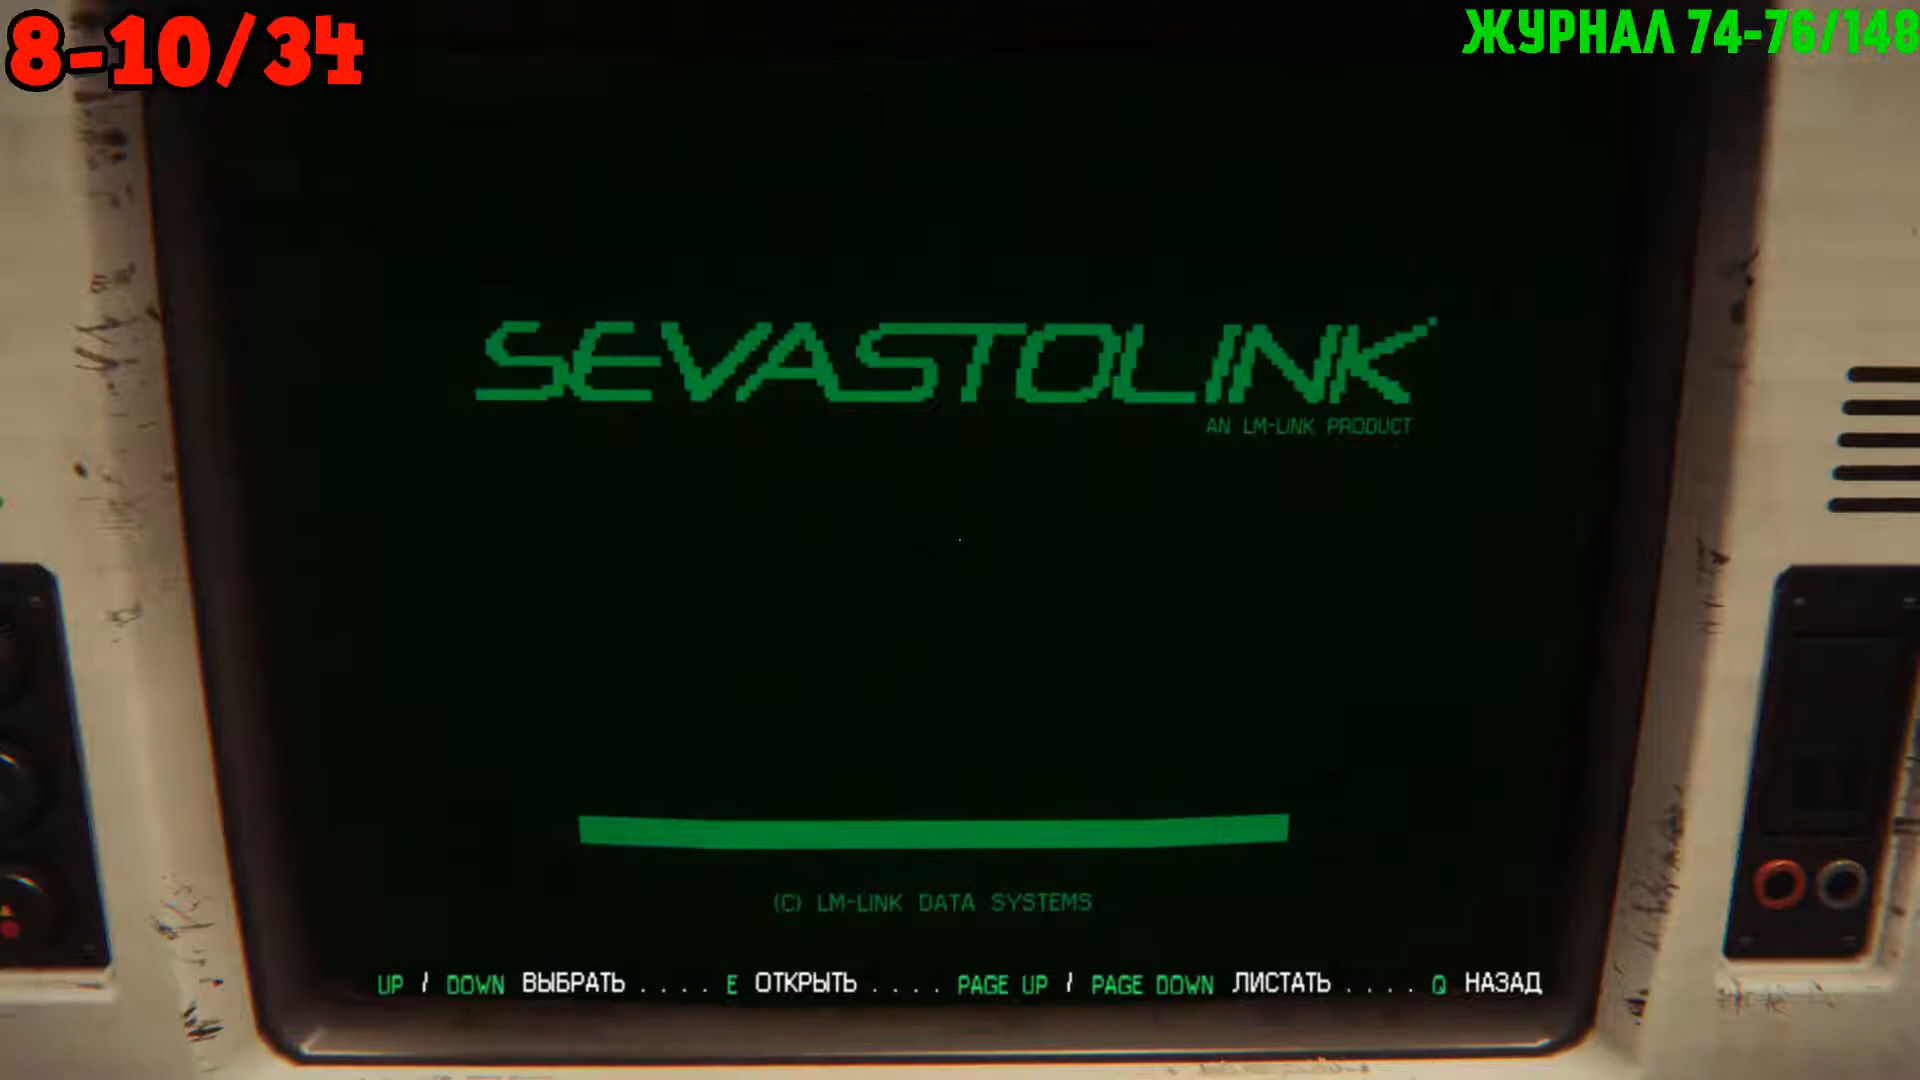 8-10/34
ЖУРНАЛ 74-76/148
SEVASTOLINK
AN LM-LINK PRODUCT
(C) LM-LINK DATA SYSTEMS
UP / DOWN ВЫБРАТЬ .... E ОТКРЫТЬ .... PAGE UP / PAGE DOWN ЛИСТАТЬ .... Q НАЗАД